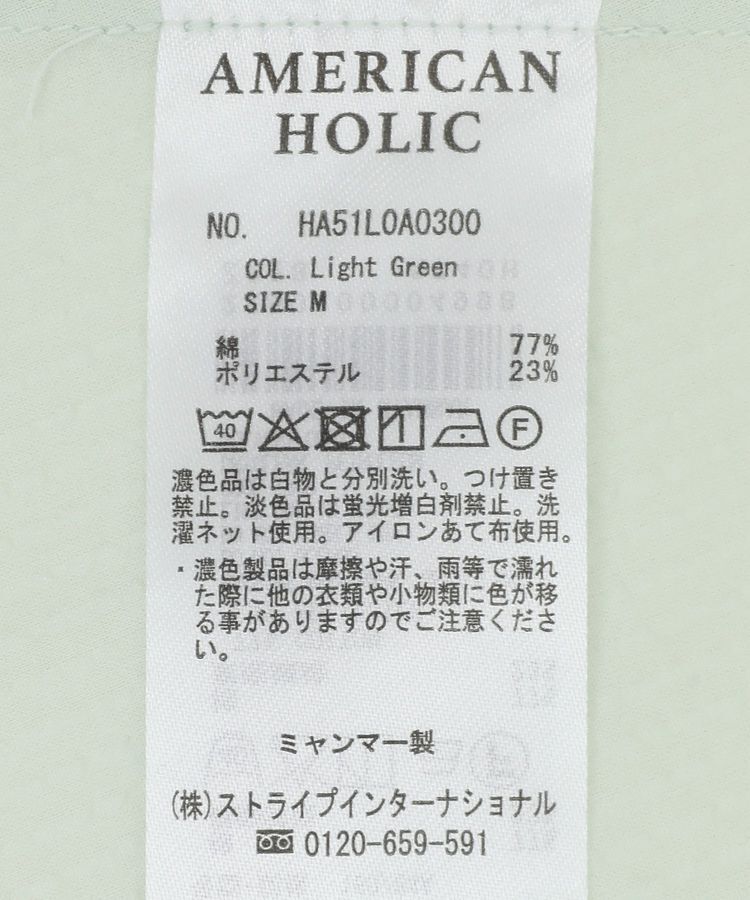 AMERICAN
HOLIC
NO. HA51L0A0300
COL. Light Green
SIZE M
綿 77%
ポリエステル 23%
40
F
濃色品は白物と分別洗い。つけ置き
禁止。淡色品は蛍光増白剤禁止。洗
濯ネット使用。アイロンあて布使用。
・濃色製品は摩擦や汗、雨等で濡れ
た際に他の衣類や小物類に色が移
る事がありますのでご注意くださ
い。
ミャンマー製
(株)ストライプインターナショナル
0120-659-591